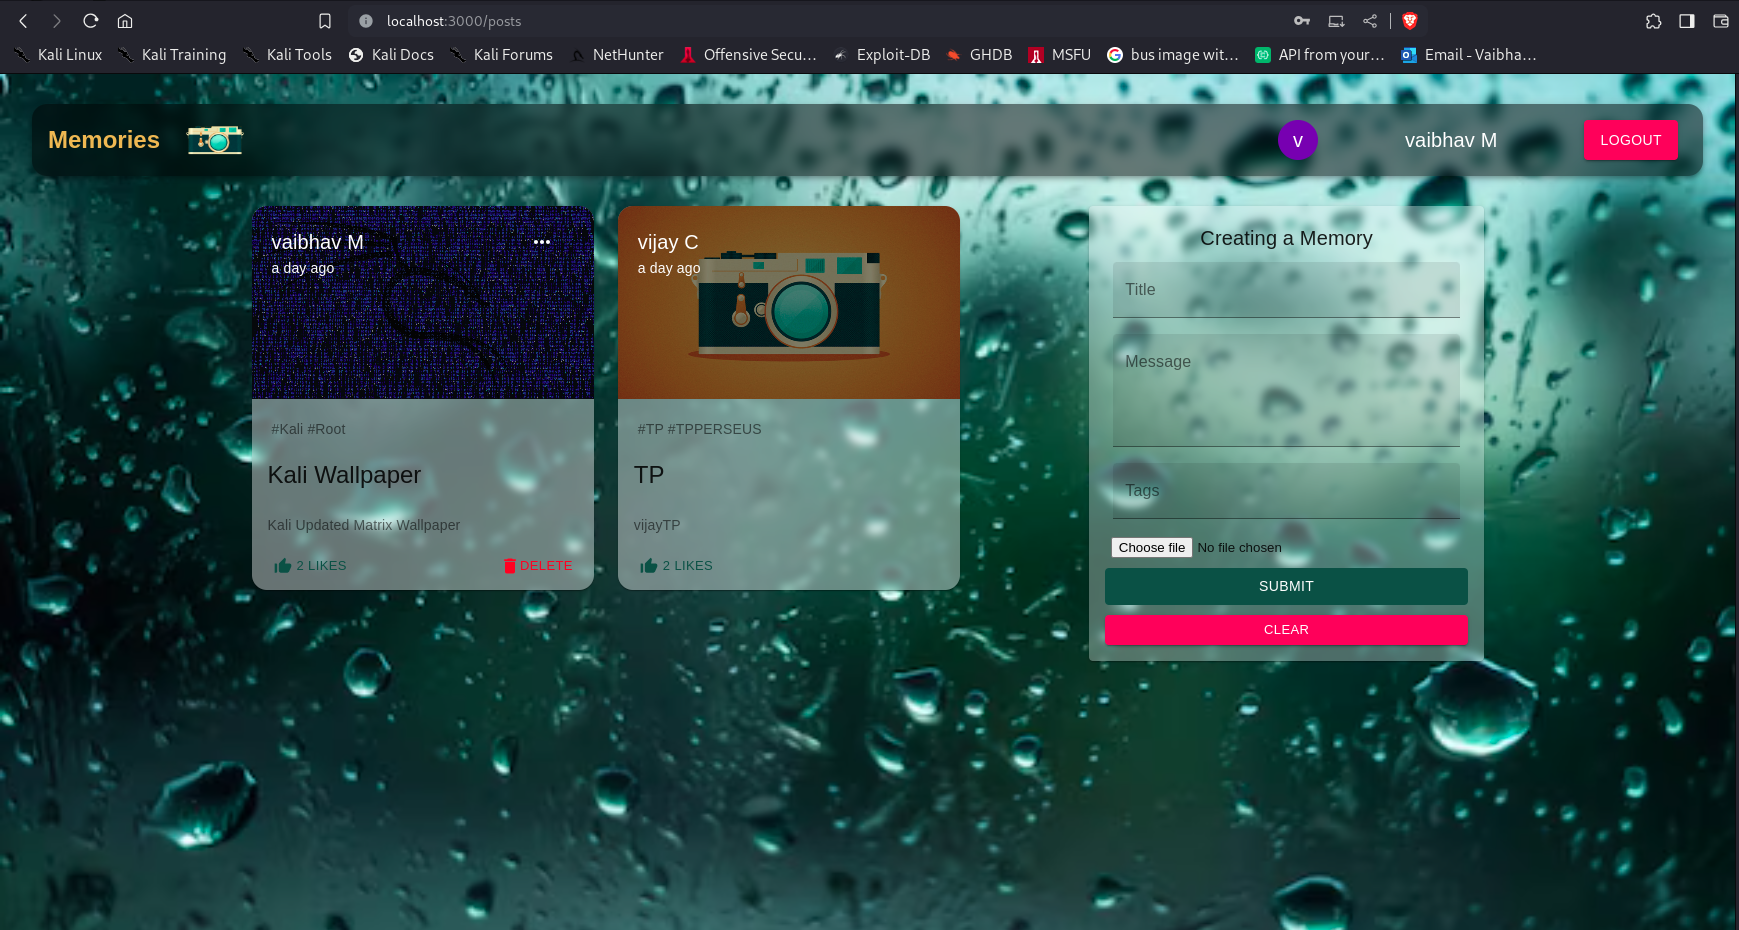 localhost:3000/posts
Kali Linux Kali Training Kali Tools Kali Docs Kali Forums NetHunter Offensive Secu... Exploit-DB GHDB MSFU bus image wit... API from your... Email - Vaibha...
Memories
v
vaibhav M
LOGOUT
vaibhav M
a day ago
#Kali #Root
Kali Wallpaper
Kali Updated Matrix Wallpaper
2 LIKES
DELETE
vijay C
a day ago
#TP #TPPERSEUS
TP
vijayTP
2 LIKES
Creating a Memory
Title
Message
Tags
Choose file No file chosen
SUBMIT
CLEAR